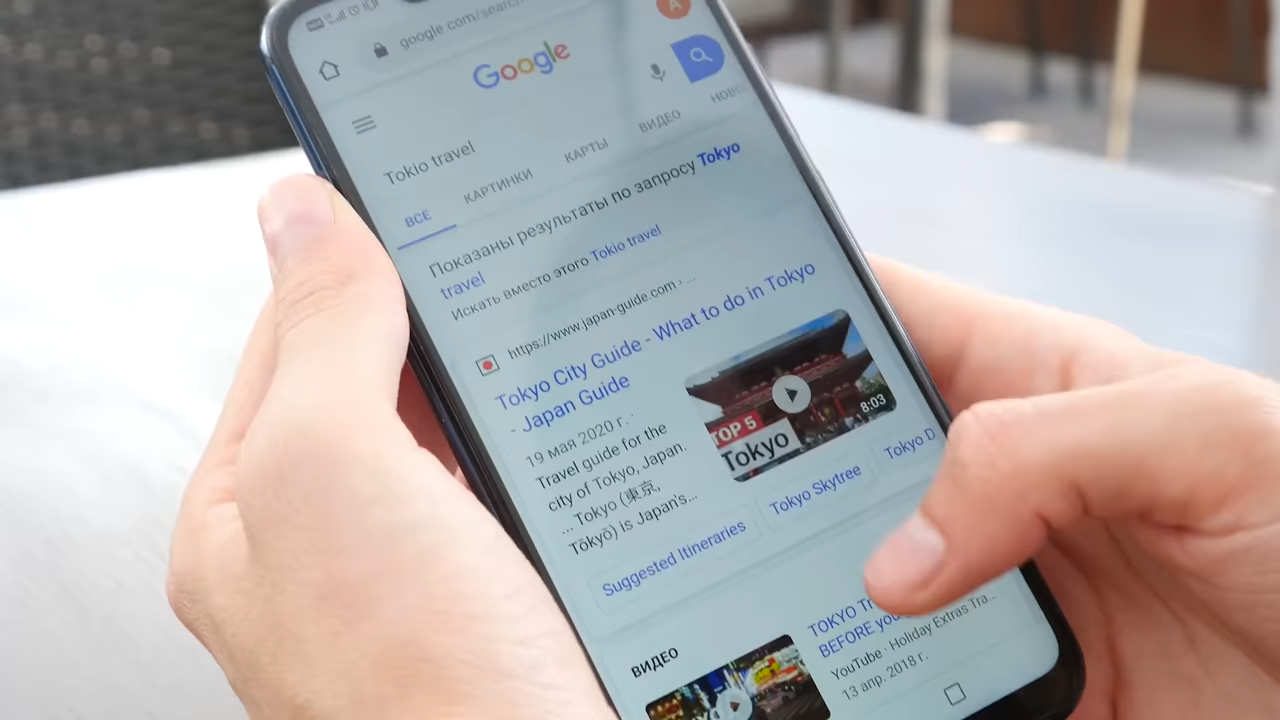 google.com/search
A
Google
Tokio travel
ВСЕ КАРТИНКИ КАРТЫ ВИДЕО
Показаны результаты по запросу Tokyo
travel
Искать вместо этого Tokio travel
https://www.japan-guide.com › ...
Tokyo City Guide - What to do in Tokyo
- Japan Guide
19 мая 2020 г. ·
Travel guide for the
city of Tokyo, Japan.
... Tokyo (東京,
Tōkyō) is Japan's...
TOP 5
Tokyo
8:03
Suggested Itineraries
Tokyo Skytree
Tokyo D
ВИДЕО
TOKYO Tr
BEFORE you
YouTube · Holiday Extras Tra...
13 апр. 2018 г.